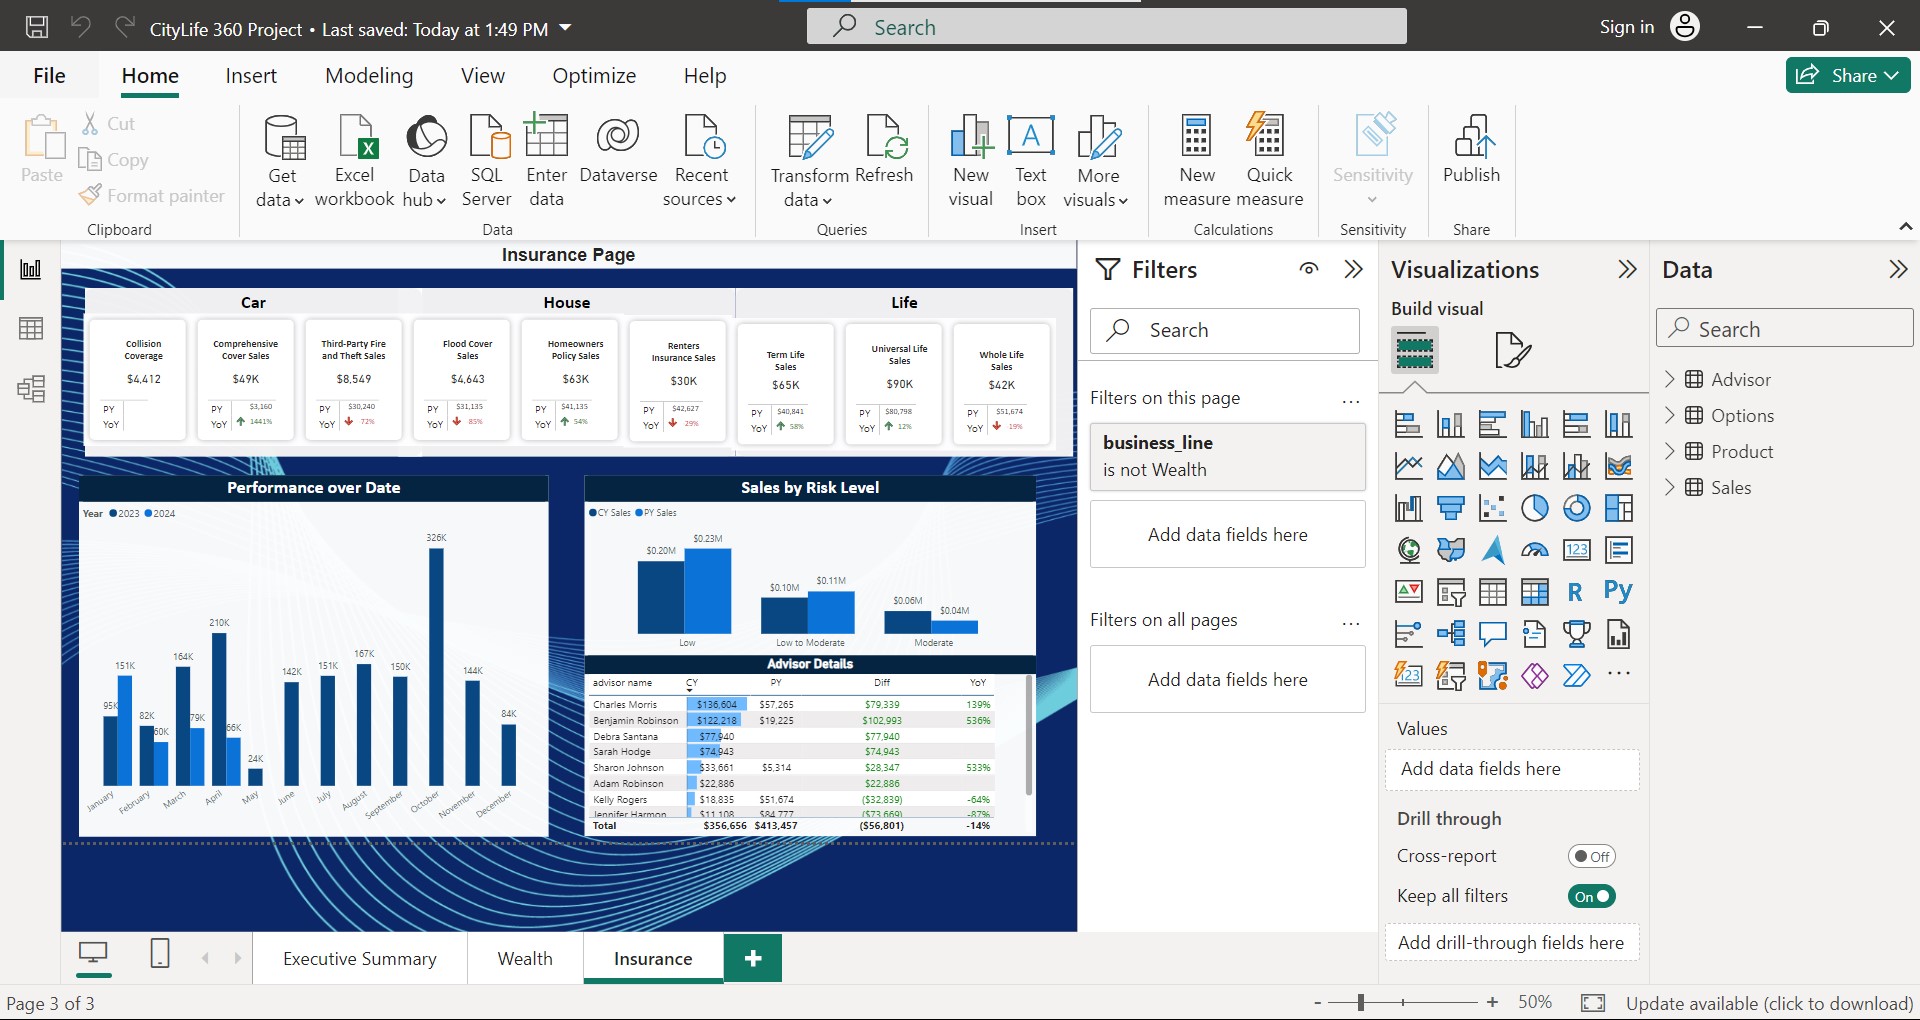 CityLife 360 Project • Last saved: Today at 1:49 PM
Search
Sign in
File
Home
Insert
Modeling
View
Optimize
Help
Share
Paste
Cut
Copy
Format painter
Clipboard
Get data
Excel workbook
Data hub
SQL Server
Enter data
Dataverse
Recent sources
Data
Transform data
Refresh
Queries
New visual
Text box
More visuals
Insert
New measure
Quick measure
Calculations
Sensitivity
Sensitivity
Publish
Share
Insurance Page
Car
House
Life
Collision
Coverage
$4,412
PY
YoY
Comprehensive
Cover Sales
$49K
PY $3,160
YoY 1441%
Third-Party Fire
and Theft Sales
$8,549
PY $30,240
YoY 72%
Flood Cover
Sales
$4,643
PY $31,135
YoY 85%
Homeowners
Policy Sales
$63K
PY $41,135
YoY 54%
Renters
Insurance Sales
$30K
PY $42,627
YoY 29%
Term Life
Sales
$65K
PY $40,841
YoY 58%
Universal Life
Sales
$90K
PY $80,798
YoY 12%
Whole Life
Sales
$42K
PY $51,674
YoY 19%
Performance over Date
Year 2023 2024
326K
210K
164K
167K
151K
142K
151K
150K
144K
95K
82K
79K
84K
60K
66K
24K
January
February
March
April
May
June
July
August
September
October
November
December
Sales by Risk Level
CY Sales PY Sales
$0.20M
$0.23M
$0.10M
$0.11M
$0.06M
$0.04M
Low
Low to Moderate
Moderate
Advisor Details
advisor name CY PY Diff YoY
Charles Morris $136,604 $57,265 $79,339 139%
Benjamin Robinson $122,218 $19,225 $102,993 536%
Debra Santana $77,940 $77,940
Sarah Hodge $74,943 $74,943
Sharon Johnson $33,661 $5,314 $28,347 533%
Adam Robinson $22,886 $22,886
Kelly Rogers $18,835 $51,674 ($32,839) -64%
Jennifer Harmon $11,108 $84,777 ($73,669) -87%
Total $356,656 $413,457 ($56,801) -14%
Filters
Search
Filters on this page
...
business_line
is not Wealth
Add data fields here
Filters on all pages
...
Add data fields here
Visualizations
Build visual
123
R
Py
123
...
Values
Add data fields here
Drill through
Cross-report
Off
Keep all filters
On
Add drill-through fields here
Data
Search
Advisor
Options
Product
Sales
Executive Summary
Wealth
Insurance
+
Page 3 of 3
- + 50%
Update available (click to download)